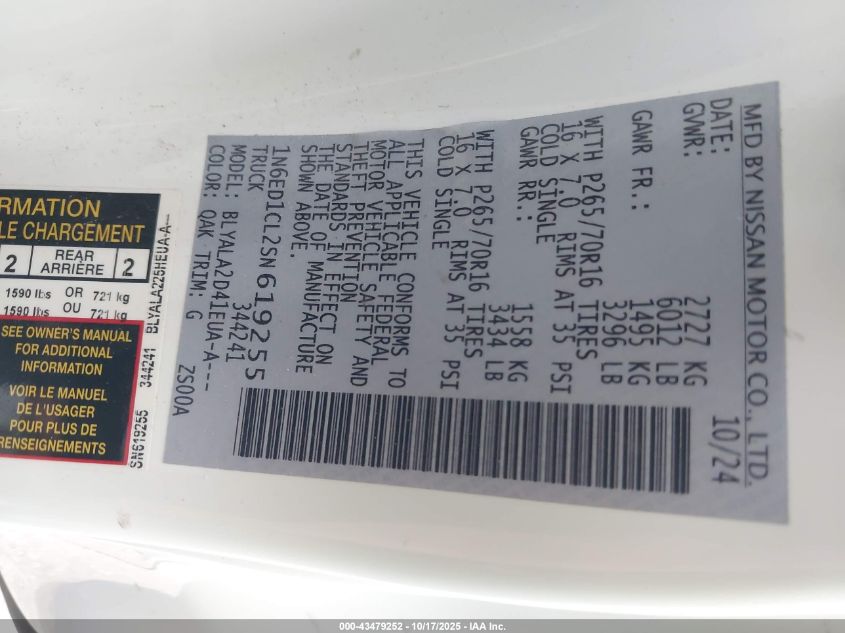 MFD BY NISSAN MOTOR CO., LTD.
DATE: 10/24
GVWR: 2727 KG
6012 LB
GAWR FR.: 1495 KG
3296 LB
WITH P265/70R16 TIRES
16 X 7.0 RIMS AT 35 PSI
COLD SINGLE
GAWR RR.: 1558 KG
3434 LB
WITH P265/70R16 TIRES
16 X 7.0 RIMS AT 35 PSI
COLD SINGLE
THIS VEHICLE CONFORMS TO
ALL APPLICABLE FEDERAL
MOTOR VEHICLE SAFETY AND
THEFT PREVENTION
STANDARDS IN EFFECT ON
THE DATE OF MANUFACTURE
SHOWN ABOVE.
1N6ED1CL2SN619255
TRUCK 344241
MODEL: BLYALA2D41EUA-A---
COLOR: QAK TRIM: G ZS00A
RMATION
LE CHARGEMENT
2 REAR 2
ARRIÈRE
1590 lbs OR 721 kg
1590 lbs OU 721 kg
SEE OWNER'S MANUAL
FOR ADDITIONAL
INFORMATION
VOIR LE MANUEL
DE L'USAGER
POUR PLUS DE
RENSEIGNEMENTS
SN619255 344241 BLYALA225HEUA-A---
000-43479252 - 10/17/2025 - IAA Inc.